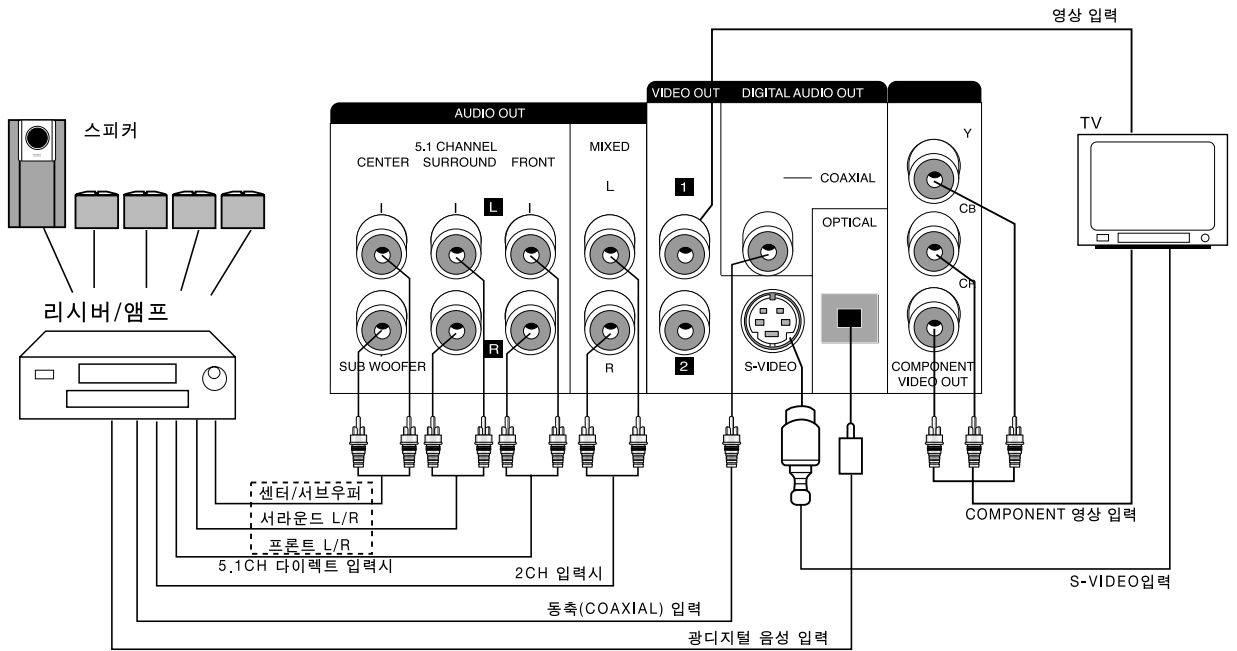 영상 입력
VIDEO OUT
DIGITAL AUDIO OUT
AUDIO OUT
TV
스피커
5.1 CHANNEL
CENTER SURROUND FRONT
MIXED
Y
L
1
COAXIAL
L
CB
OPTICAL
CR
리시버/앰프
R
SUB WOOFER
R
2
S-VIDEO
COMPONENT
VIDEO OUT
센터/서브우퍼
서라운드 L/R
프론트 L/R
5.1CH 다이렉트 입력시
2CH 입력시
COMPONENT 영상 입력
S-VIDEO입력
동축(COAXIAL) 입력
광디지털 음성 입력